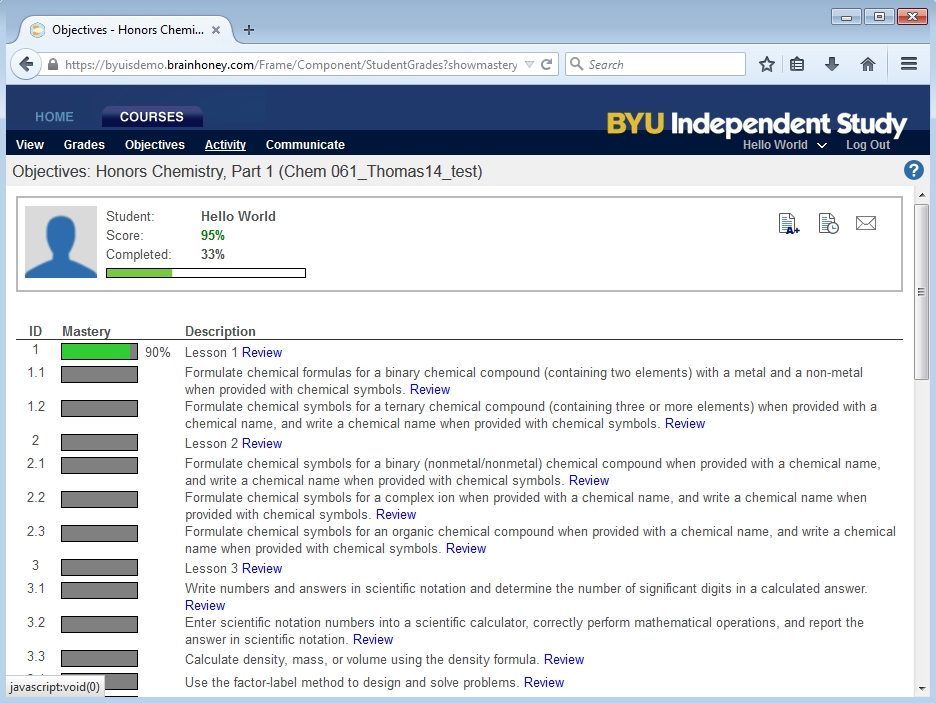 Objectives - Honors Chemi...
https://byuisdemo.brainhoney.com/Frame/Component/StudentGrades?showmastery
Search
HOME COURSES
BYU Independent Study
View Grades Objectives Activity Communicate
Hello World Log Out
Objectives: Honors Chemistry, Part 1 (Chem 061_Thomas14_test)
?
Student: Hello World
Score: 95%
Completed: 33%
A+
ID Mastery Description
1 90% Lesson 1 Review
1.1 Formulate chemical formulas for a binary chemical compound (containing two elements) with a metal and a non-metal
when provided with chemical symbols. Review
1.2 Formulate chemical symbols for a ternary chemical compound (containing three or more elements) when provided with a
chemical name, and write a chemical name when provided with chemical symbols. Review
2 Lesson 2 Review
2.1 Formulate chemical symbols for a binary (nonmetal/nonmetal) chemical compound when provided with a chemical name,
and write a chemical name when provided with chemical symbols. Review
2.2 Formulate chemical symbols for a complex ion when provided with a chemical name, and write a chemical name when
provided with chemical symbols. Review
2.3 Formulate chemical symbols for an organic chemical compound when provided with a chemical name, and write a chemical
name when provided with chemical symbols. Review
3 Lesson 3 Review
3.1 Write numbers and answers in scientific notation and determine the number of significant digits in a calculated answer.
Review
3.2 Enter scientific notation numbers into a scientific calculator, correctly perform mathematical operations, and report the
answer in scientific notation. Review
3.3 Calculate density, mass, or volume using the density formula. Review
Use the factor-label method to design and solve problems. Review
javascript:void(0)